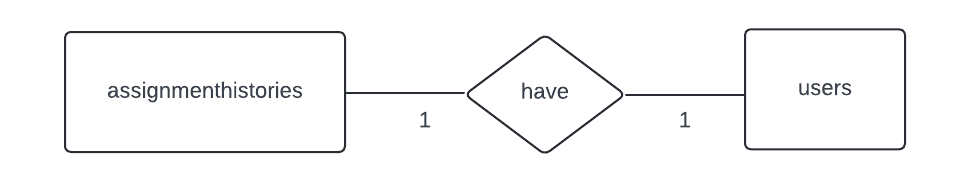 assignmenthistories
have
users
1
1